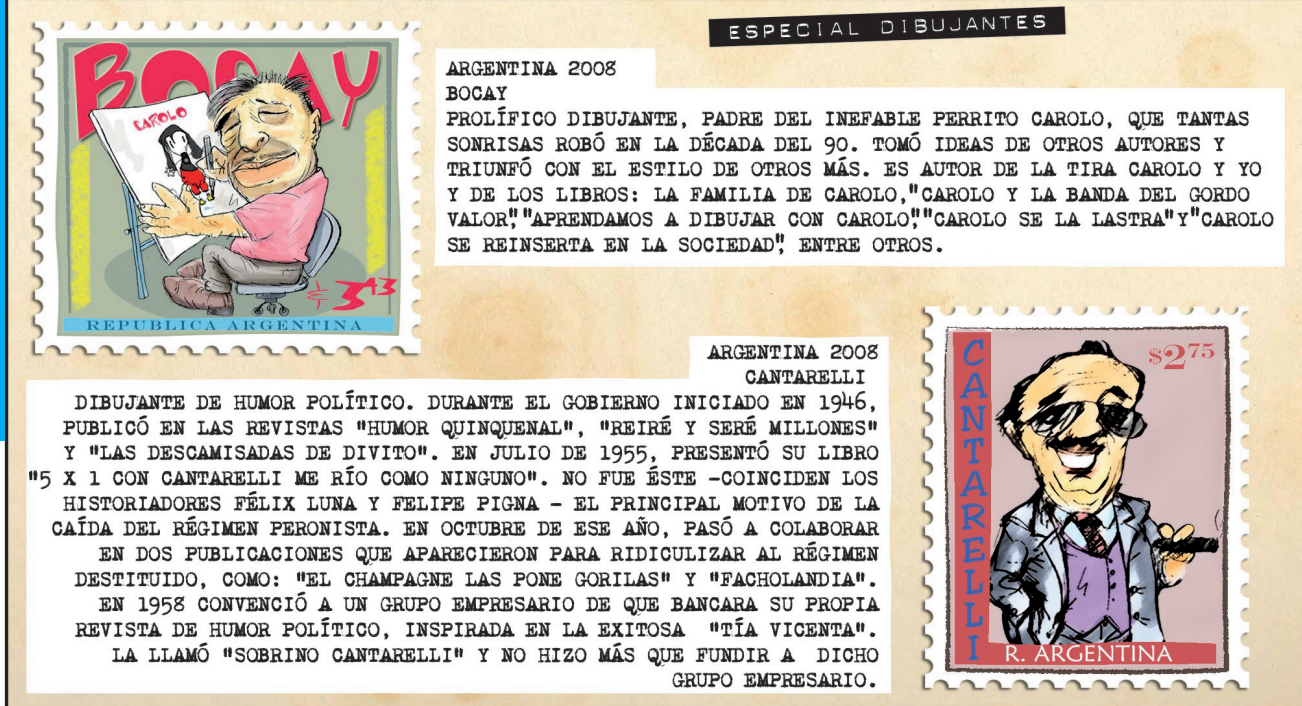 ESPECIAL DIBUJANTES
BOCAY
CAROLO
$3⁴³
REPUBLICA ARGENTINA
ARGENTINA 2008
BOCAY
PROLÍFICO DIBUJANTE, PADRE DEL INEFABLE PERRITO CAROLO, QUE TANTAS
SONRISAS ROBÓ EN LA DÉCADA DEL 90. TOMÓ IDEAS DE OTROS AUTORES Y
TRIUNFÓ CON EL ESTILO DE OTROS MÁS. ES AUTOR DE LA TIRA CAROLO Y YO
Y DE LOS LIBROS: LA FAMILIA DE CAROLO,"CAROLO Y LA BANDA DEL GORDO
VALOR","APRENDAMOS A DIBUJAR CON CAROLO","CAROLO SE LA LASTRA"Y"CAROLO
SE REINSERTA EN LA SOCIEDAD", ENTRE OTROS.
ARGENTINA 2008
CANTARELLI
DIBUJANTE DE HUMOR POLÍTICO. DURANTE EL GOBIERNO INICIADO EN 1946,
PUBLICÓ EN LAS REVISTAS "HUMOR QUINQUENAL", "REIRÉ Y SERÉ MILLONES"
Y "LAS DESCAMISADAS DE DIVITO". EN JULIO DE 1955, PRESENTÓ SU LIBRO
"5 X 1 CON CANTARELLI ME RÍO COMO NINGUNO". NO FUE ÉSTE -COINCIDEN LOS
HISTORIADORES FÉLIX LUNA Y FELIPE PIGNA - EL PRINCIPAL MOTIVO DE LA
CAÍDA DEL RÉGIMEN PERONISTA. EN OCTUBRE DE ESE AÑO, PASÓ A COLABORAR
EN DOS PUBLICACIONES QUE APARECIERON PARA RIDICULIZAR AL RÉGIMEN
DESTITUIDO, COMO: "EL CHAMPAGNE LAS PONE GORILAS" Y "FACHOLANDIA".
EN 1958 CONVENCIÓ A UN GRUPO EMPRESARIO DE QUE BANCARA SU PROPIA
REVISTA DE HUMOR POLÍTICO, INSPIRADA EN LA EXITOSA "TÍA VICENTA".
LA LLAMÓ "SOBRINO CANTARELLI" Y NO HIZO MÁS QUE FUNDIR A DICHO
GRUPO EMPRESARIO.
CANTARELLI
$2⁷⁵
R. ARGENTINA